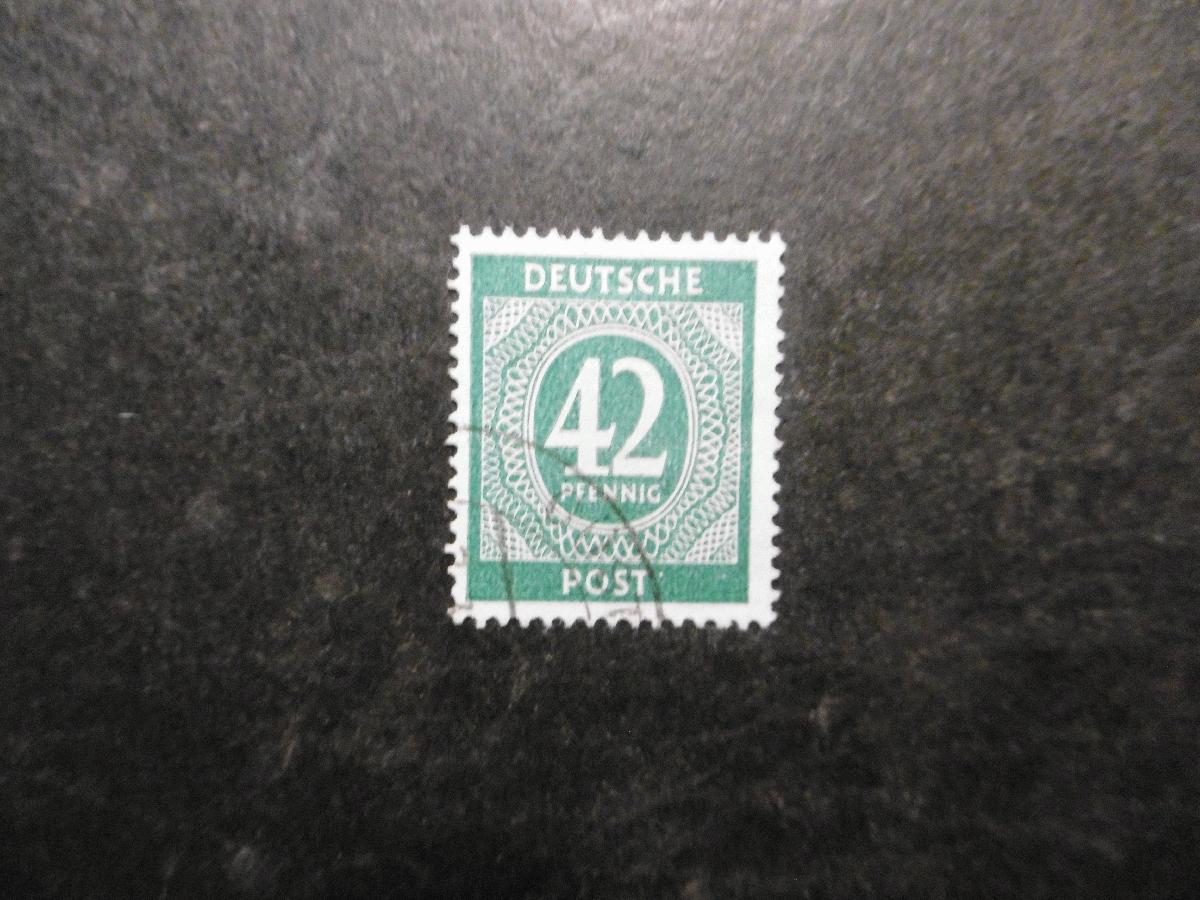 DEUTSCHE
42
PFENNIG
POST